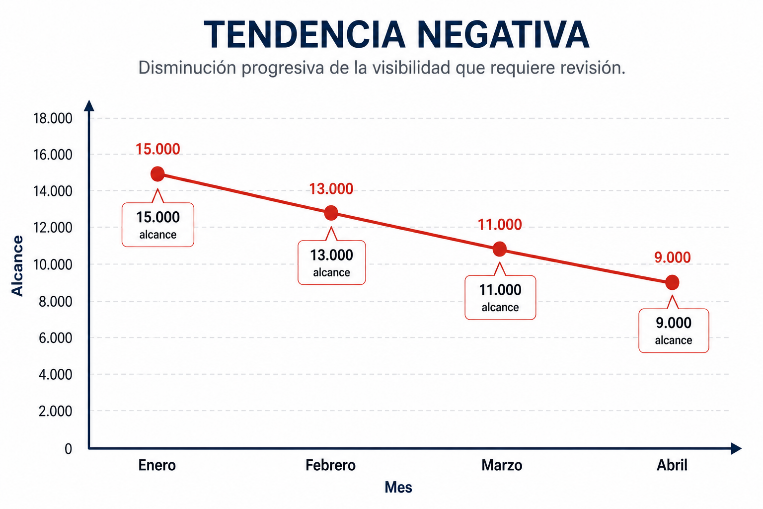 TENDENCIA NEGATIVA
Disminución progresiva de la visibilidad que requiere revisión.
Alcance
18.000
16.000
14.000
12.000
10.000
8.000
6.000
4.000
2.000
0
15.000
15.000
alcance
13.000
13.000
alcance
11.000
11.000
alcance
9.000
9.000
alcance
Enero
Febrero
Marzo
Abril
Mes